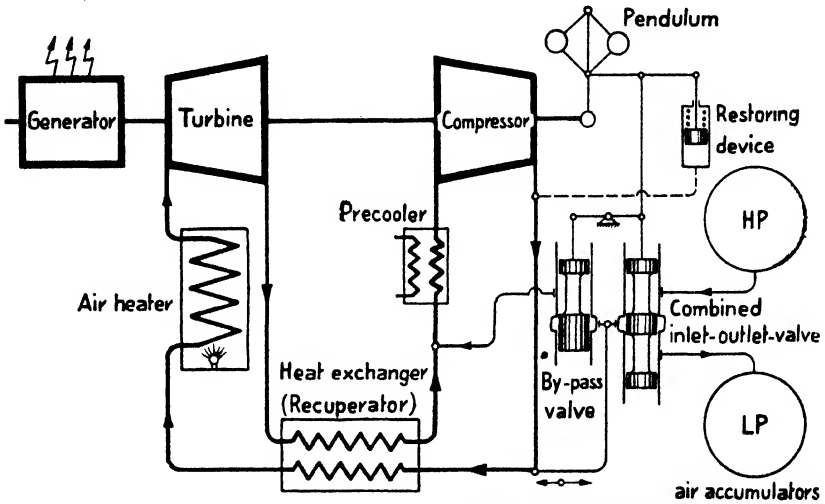 Pendulum
Generator
Turbine
Compressor
Restoring
device
Precooler
HP
Air heater
Combined
inlet-outlet-valve
Heat exchanger
(Recuperator)
By-pass
valve
LP
air accumulators